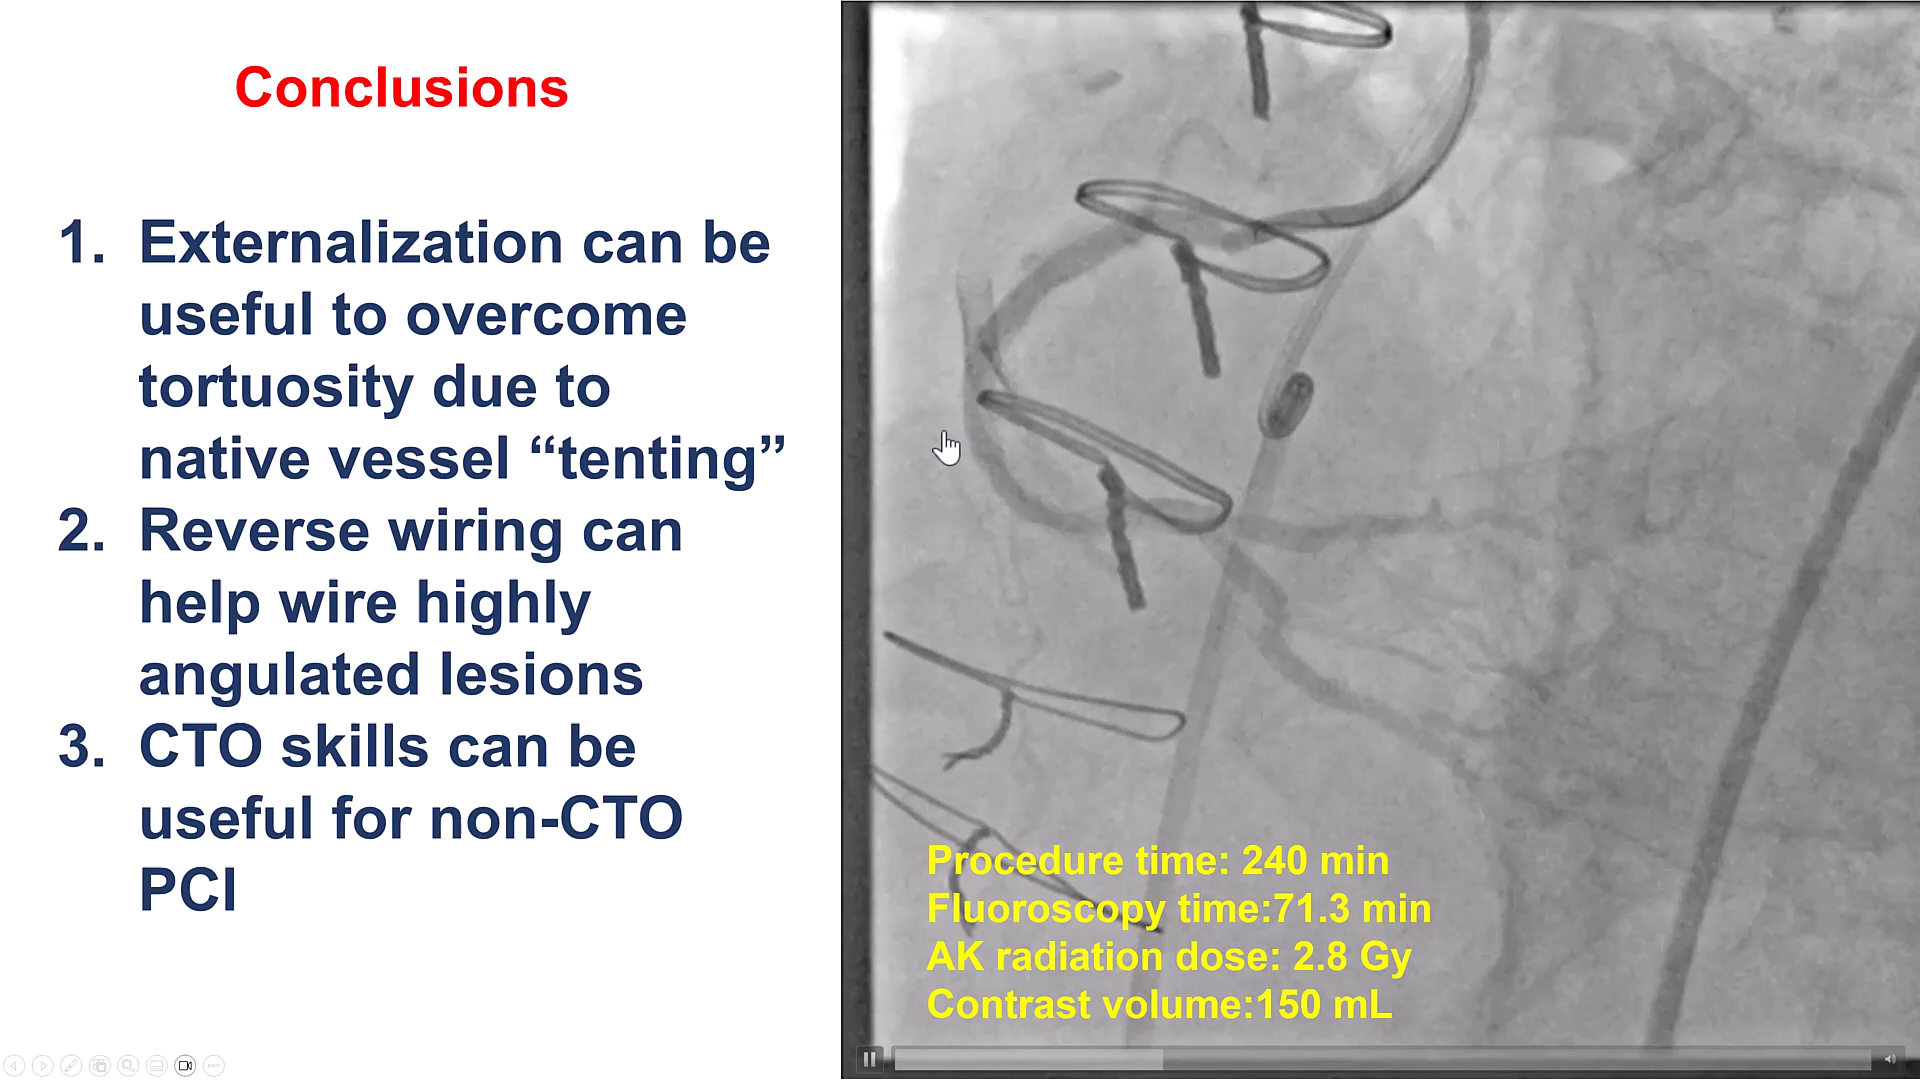 Conclusions
1. Externalization can be
useful to overcome
tortuosity due to
native vessel “tenting”
2. Reverse wiring can
help wire highly
angulated lesions
3. CTO skills can be
useful for non-CTO
PCI
Procedure time: 240 min
Fluoroscopy time:71.3 min
AK radiation dose: 2.8 Gy
Contrast volume:150 mL